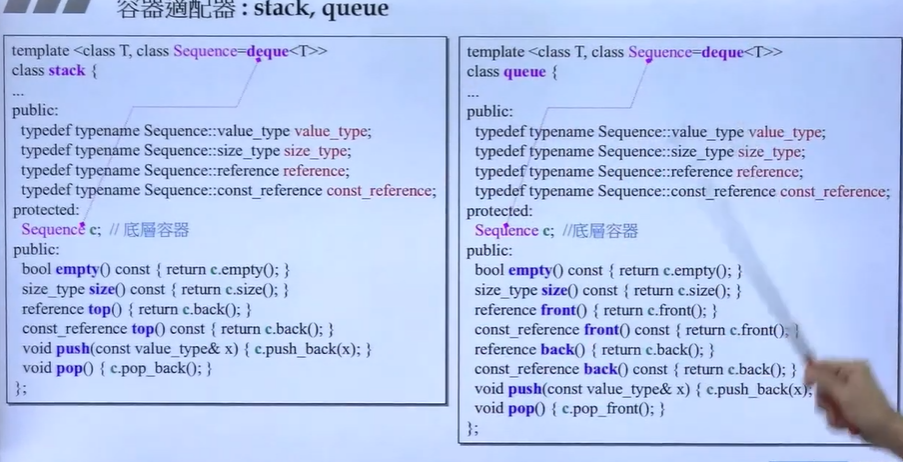 容器適配器 : stack, queue
template <class T, class Sequence=deque<T>>
class stack {
...
public:
typedef typename Sequence::value_type value_type;
typedef typename Sequence::size_type size_type;
typedef typename Sequence::reference reference;
typedef typename Sequence::const_reference const_reference;
protected:
Sequence c; // 底層容器
public:
bool empty() const { return c.empty(); }
size_type size() const { return c.size(); }
reference top() { return c.back(); }
const_reference top() const { return c.back(); }
void push(const value_type& x) { c.push_back(x); }
void pop() { c.pop_back(); }
};
template <class T, class Sequence=deque<T>>
class queue {
...
public:
typedef typename Sequence::value_type value_type;
typedef typename Sequence::size_type size_type;
typedef typename Sequence::reference reference;
typedef typename Sequence::const_reference const_reference;
protected:
Sequence c; //底層容器
public:
bool empty() const { return c.empty(); }
size_type size() const { return c.size(); }
reference front() { return c.front(); }
const_reference front() const { return c.front(); }
reference back() { return c.back(); }
const_reference back() const { return c.back(); }
void push(const value_type& x) { c.push_back(x);
void pop() { c.pop_front(); }
};